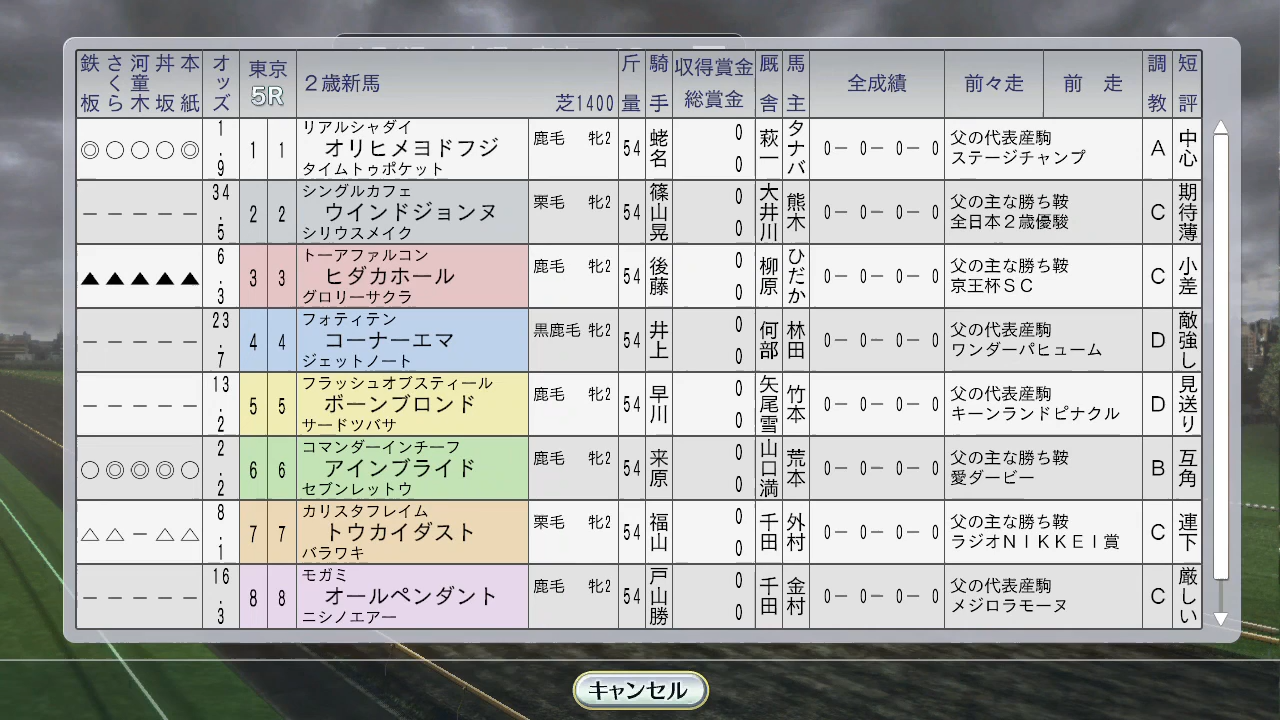 鉄板 さくら 河童木 丼坂 本紙 オッズ 東京 5R 2歳新馬 芝1400 斤量 騎手 収得賞金 総賞金 厩舎 馬主 全成績 前々走 前 走 調教 短評
リアルシャダイ
◎○○○◎ 1.9 1 1 オリヒメヨドフジ 鹿毛 牝2 54 蛯名 0 0 萩一 タナバ 0- 0- 0- 0 父の代表産駒 ステージチャンプ A 中心
タイムトゥポケット
シングルカフェ
－－－－－ 34.5 2 2 ウインドジョンヌ 栗毛 牝2 54 篠山晃 0 0 大井川 熊木 0- 0- 0- 0 父の主な勝ち鞍 全日本2歳優駿 C 期待薄
シリウスメイク
トーアファルコン
▲▲▲▲▲ 6.3 3 3 ヒダカホール 鹿毛 牝2 54 後藤 0 0 柳原 ひだか 0- 0- 0- 0 父の主な勝ち鞍 京王杯SC C 小差
グロリーサクラ
フォティテン
－－－－－ 23.7 4 4 コーナーエマ 黒鹿毛 牝2 54 井上 0 0 何部 林田 0- 0- 0- 0 父の代表産駒 ワンダーパヒューム D 敵強し
ジェットノート
フラッシュオブスティール
－－－－－ 13.2 5 5 ボーンブロンド 鹿毛 牝2 54 早川 0 0 矢尾雪 竹本 0- 0- 0- 0 父の代表産駒 キーンランドピナクル D 見送り
サードツバサ
コマンダーインチーフ
○◎◎◎○ 2.2 6 6 アインブライド 鹿毛 牝2 54 来原 0 0 山口満 荒本 0- 0- 0- 0 父の主な勝ち鞍 愛ダービー B 互角
セブンレットウ
カリスタフレイム
△△－△△ 8.1 7 7 トウカイダスト 栗毛 牝2 54 福山 0 0 千田 外村 0- 0- 0- 0 父の主な勝ち鞍 ラジオNIKKEI賞 C 連下
バラワキ
モガミ
－－－－－ 16.3 8 8 オールペンダント 鹿毛 牝2 54 戸山勝 0 0 千田 金村 0- 0- 0- 0 父の代表産駒 メジロラモーヌ C 厳しい
ニシノエアー
キャンセル